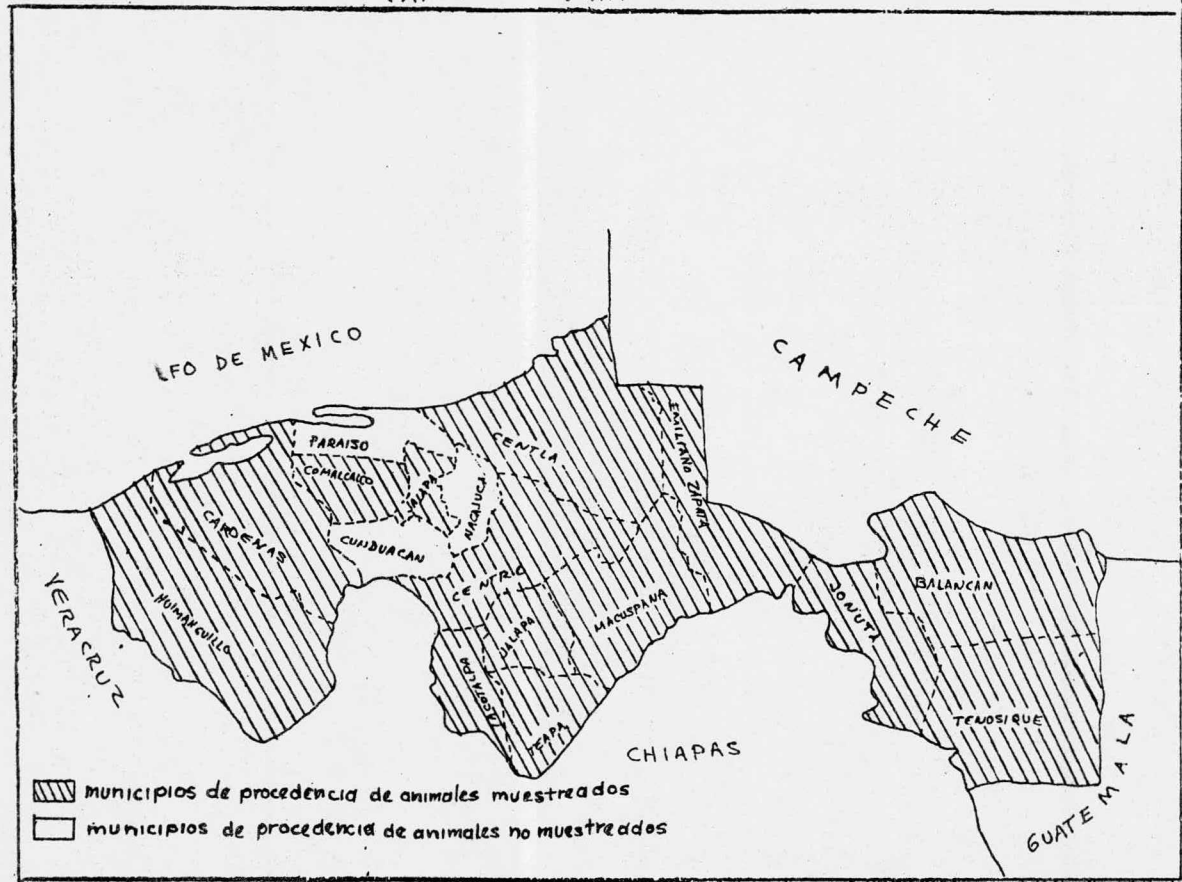 LFO DE MEXICO
CAMPECHE
PARAISO
CENTLA
EMILIANO ZAPATA
COMALCALCO
JALAPA
NACAJUCA
CARDENAS
CUNDUACAN
CENTRO
BALANCAN
JONUTA
MACUSPANA
JALAPA
HUIMANGUILLO
VERACRUZ
TACOTALPA
TEAPA
TENOSIQUE
CHIAPAS
GUATEMALA
municipios de procedencia de animales muestreados
municipios de procedencia de animales no muestreados